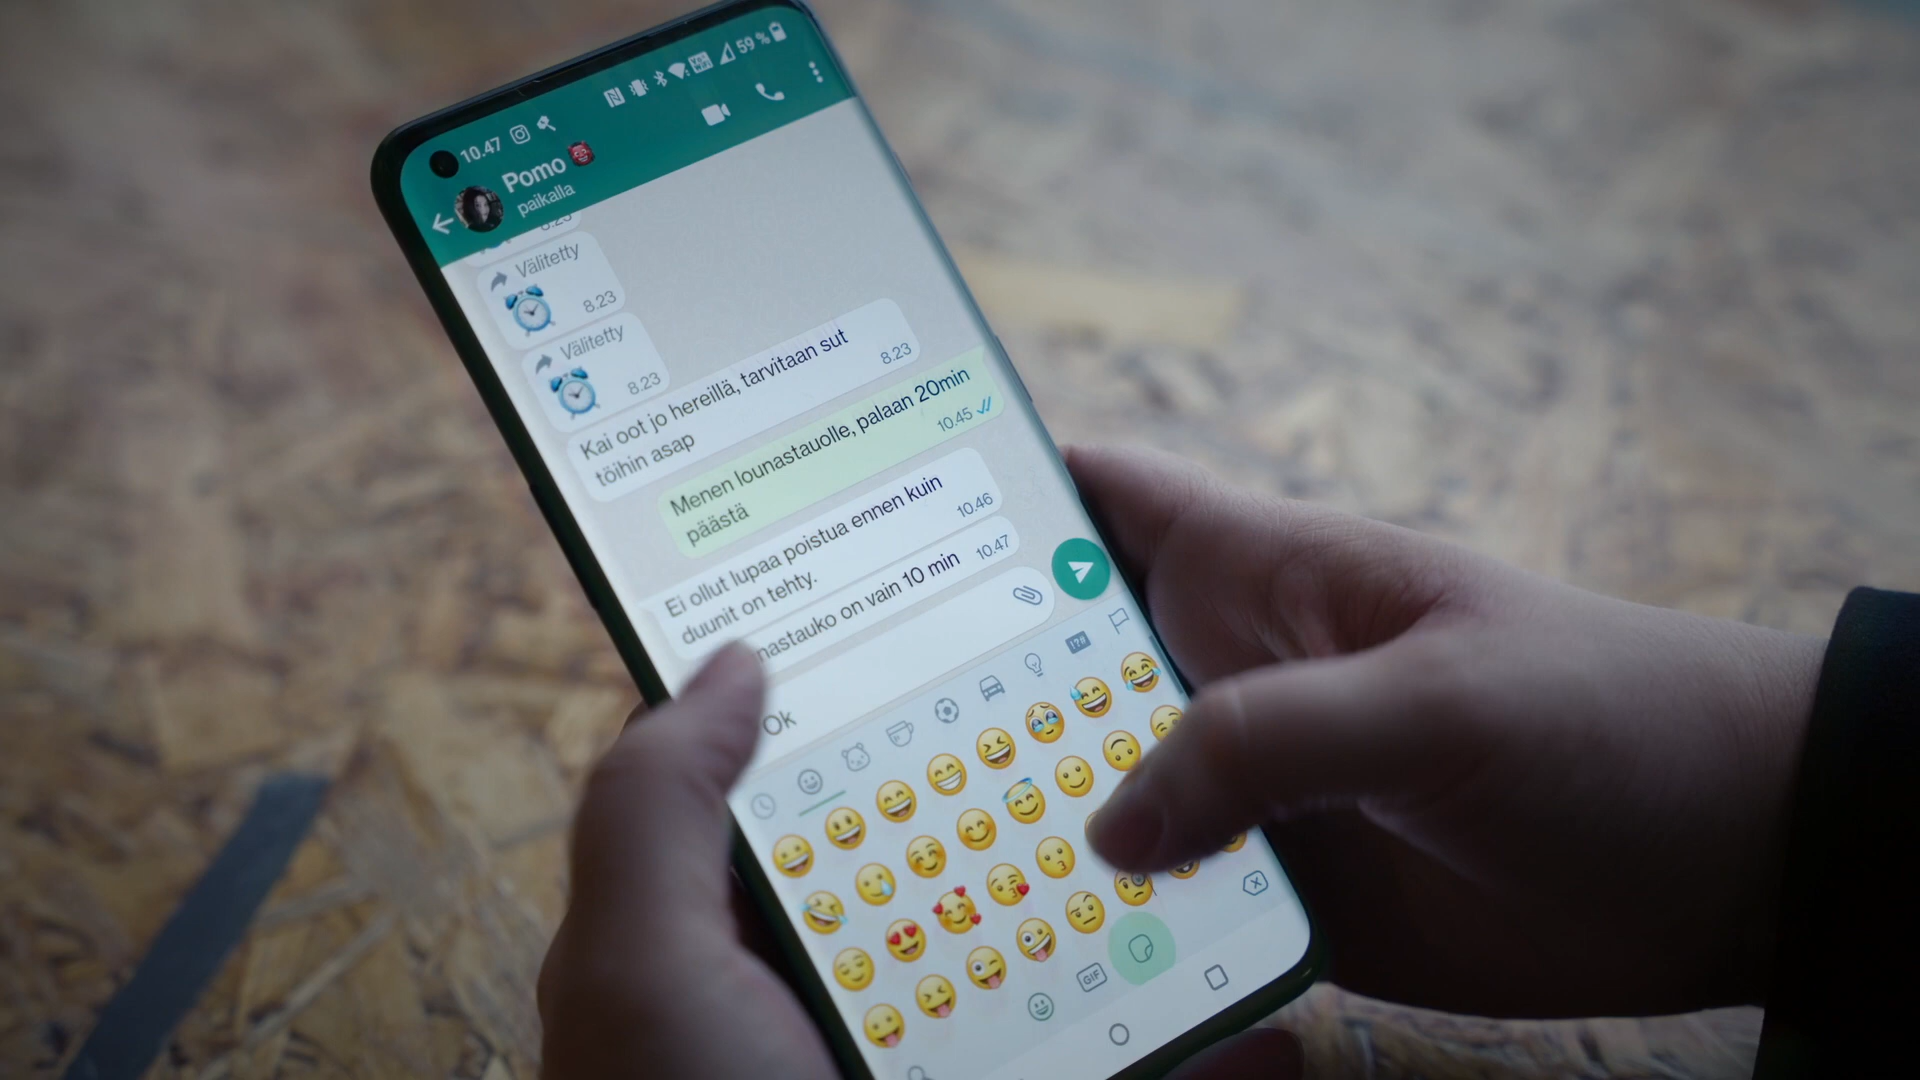 10.47
59 %
Pomo
paikalla
8.23
Välitetty
8.23
Välitetty
8.23
Kai oot jo hereillä, tarvitaan sut
töihin asap
8.23
Menen lounastauolle, palaan 20min
päästä
10.45
Ei ollut lupaa poistua ennen kuin
duunit on tehty.
10.46
nastauko on vain 10 min
10.47
Ok
GIF